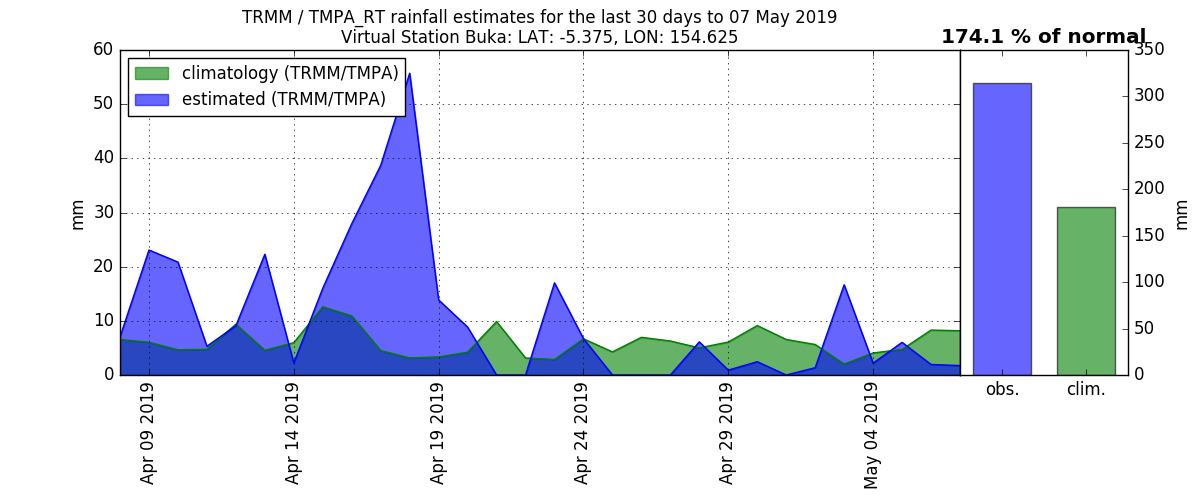 TRMM / TMPA_RT rainfall estimates for the last 30 days to 07 May 2019
Virtual Station Buka: LAT: -5.375, LON: 154.625
174.1 % of normal
climatology (TRMM/TMPA)
estimated (TRMM/TMPA)
60
50
40
30
20
10
0
mm
Apr 09 2019
Apr 14 2019
Apr 19 2019
Apr 24 2019
Apr 29 2019
May 04 2019
obs.
clim.
350
300
250
200
150
100
50
0
mm